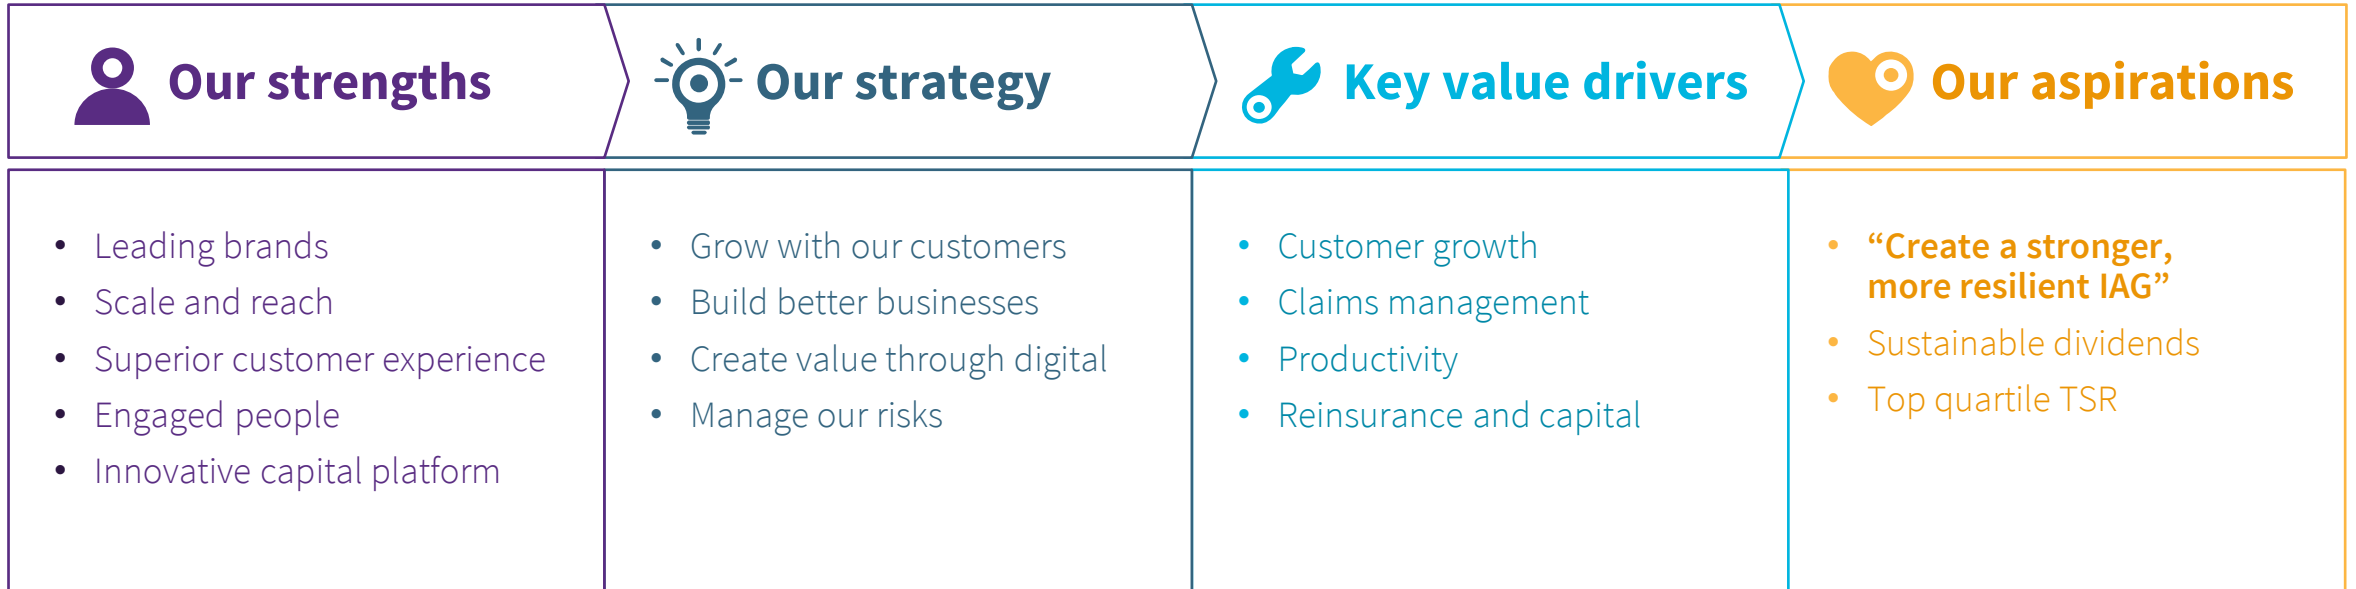 Our strengths
Our strategy
Key value drivers
Our aspirations
• Leading brands
• Scale and reach
• Superior customer experience
• Engaged people
• Innovative capital platform
• Grow with our customers
• Build better businesses
• Create value through digital
• Manage our risks
• Customer growth
• Claims management
• Productivity
• Reinsurance and capital
• “Create a stronger,
more resilient IAG”
• Sustainable dividends
• Top quartile TSR